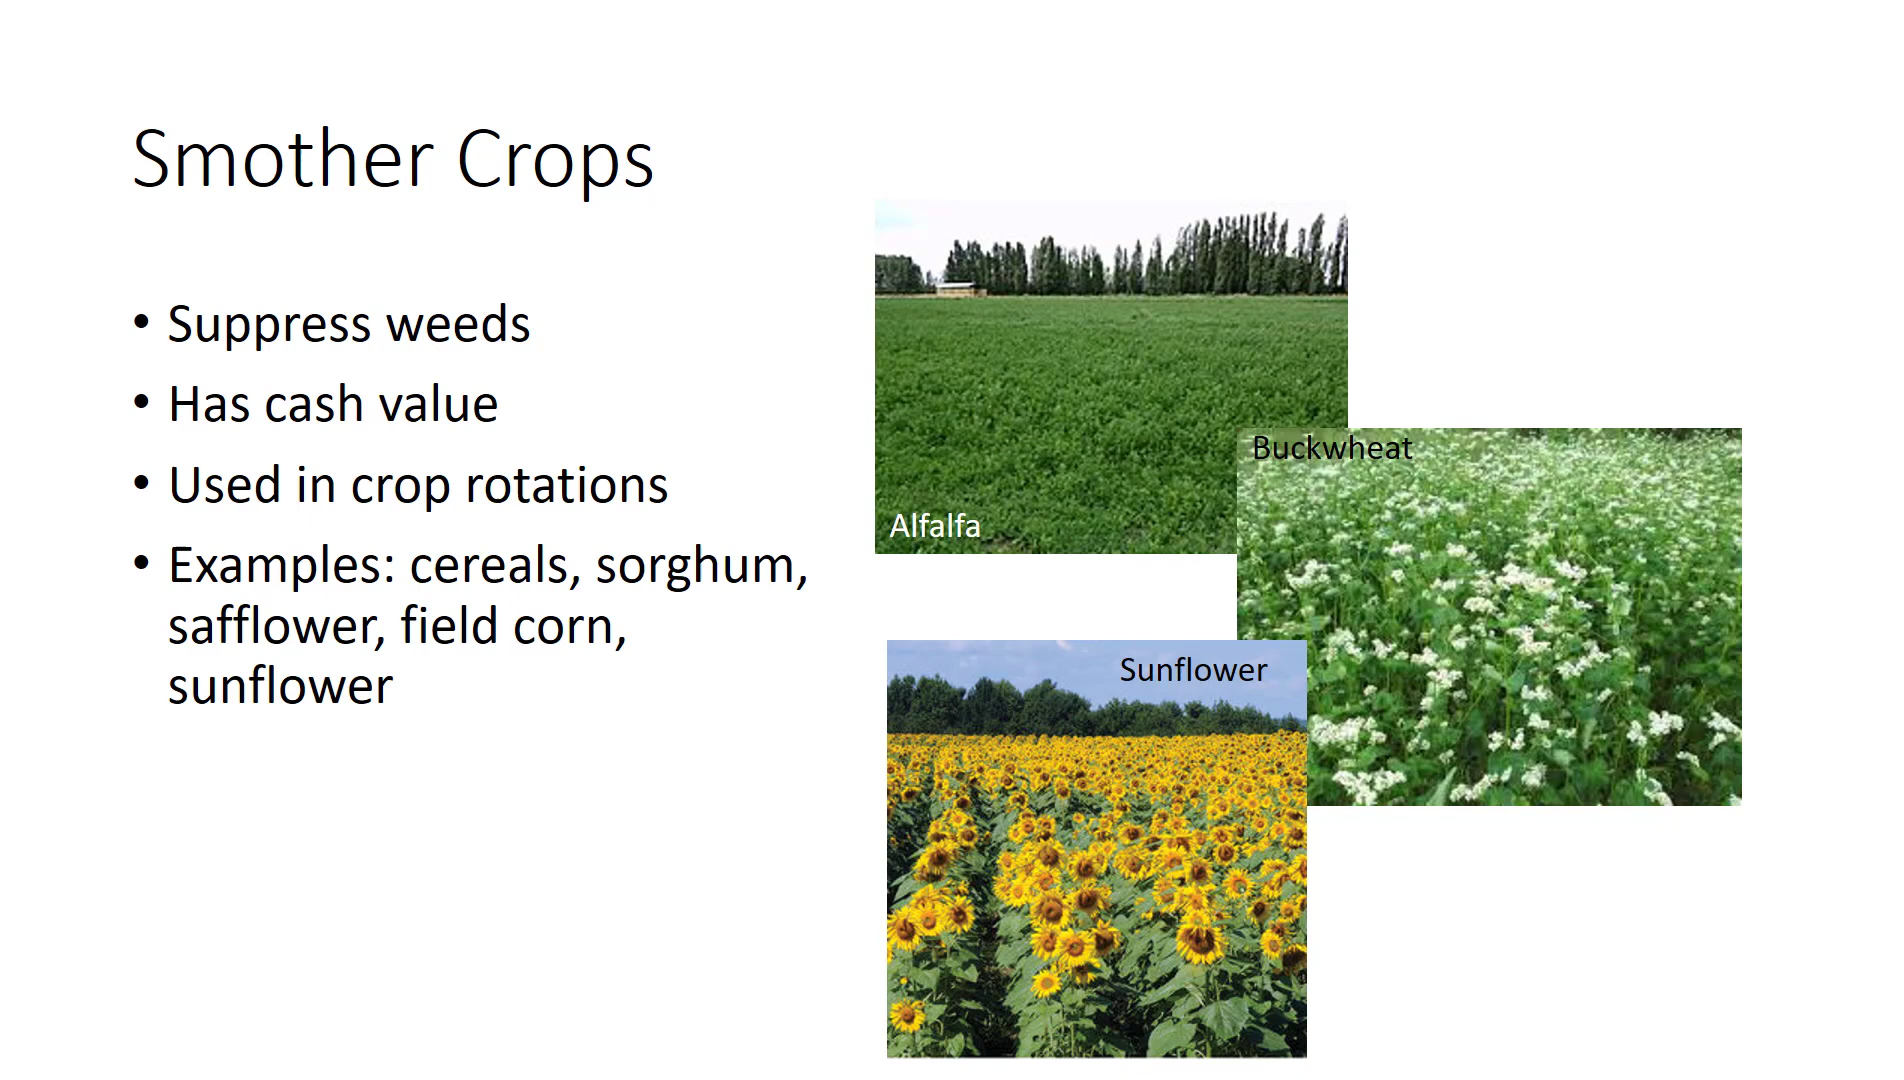 Smother Crops
• Suppress weeds
• Has cash value
• Used in crop rotations
• Examples: cereals, sorghum,
safflower, field corn,
sunflower
Alfalfa
Buckwheat
Sunflower